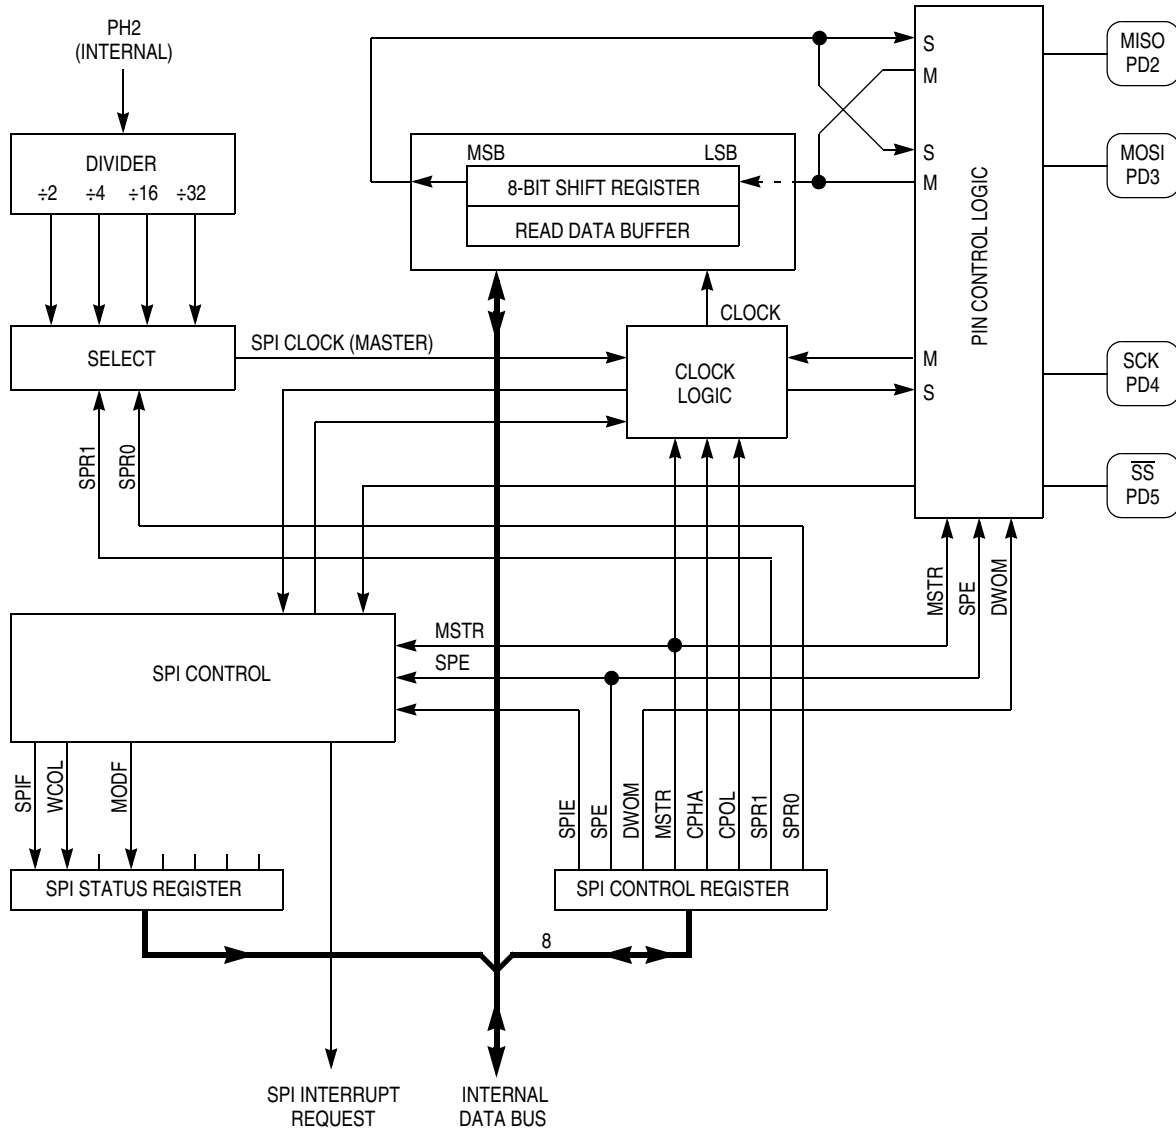 PH2
(INTERNAL)
DIVIDER
÷2 ÷4 ÷16 ÷32
SELECT
SPI CLOCK (MASTER)
SPR1
SPR0
MSB LSB
8-BIT SHIFT REGISTER
READ DATA BUFFER
CLOCK
CLOCK
LOGIC
S
M
S
M
M
S
PIN CONTROL LOGIC
MISO
PD2
MOSI
PD3
SCK
PD4
S̅S̅
PD5
MSTR
SPE
DWOM
MSTR
SPE
SPI CONTROL
SPIF
WCOL
MODF
SPI STATUS REGISTER
SPIE
SPE
DWOM
MSTR
CPHA
CPOL
SPR1
SPR0
SPI CONTROL REGISTER
8
SPI INTERRUPT
REQUEST
INTERNAL
DATA BUS